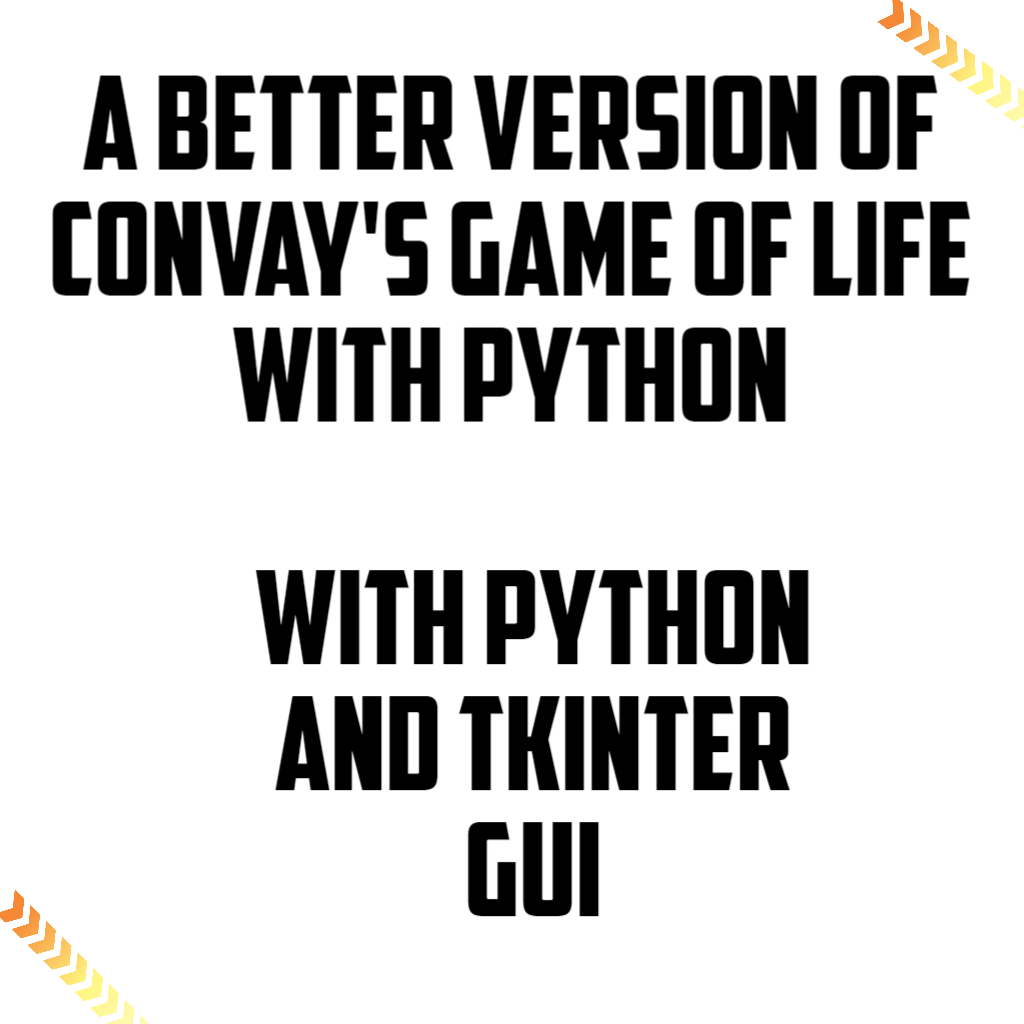 A BETTER VERSION OF
CONVAY'S GAME OF LIFE
WITH PYTHON
WITH PYTHON
AND TKINTER
GUI